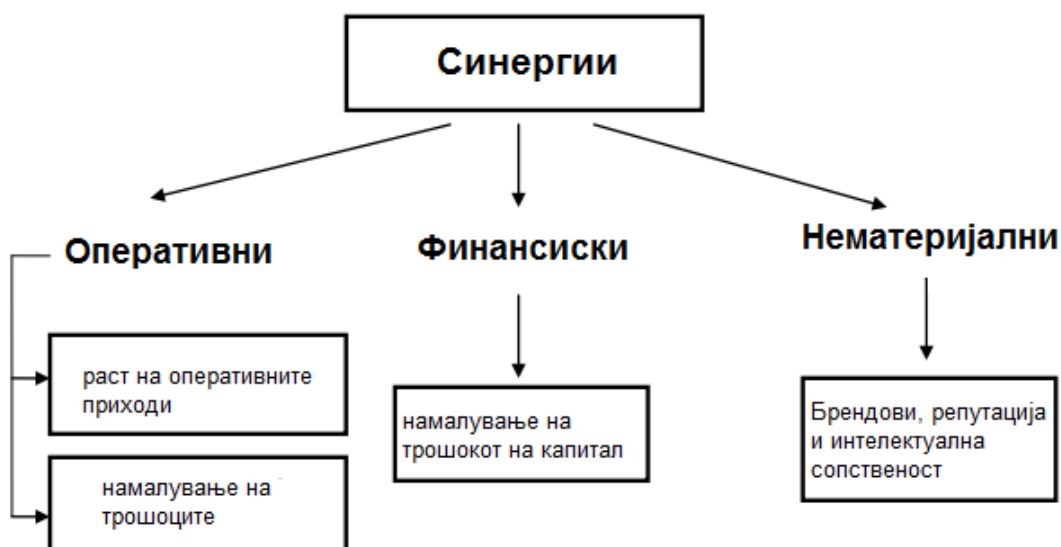 Синергии
Оперативни
Финансиски
Нематеријални
раст на оперативните
приходи
намалување на
трошоците
намалување на
трошокот на капитал
Брендови, репутација
и интелектуална
сопственост